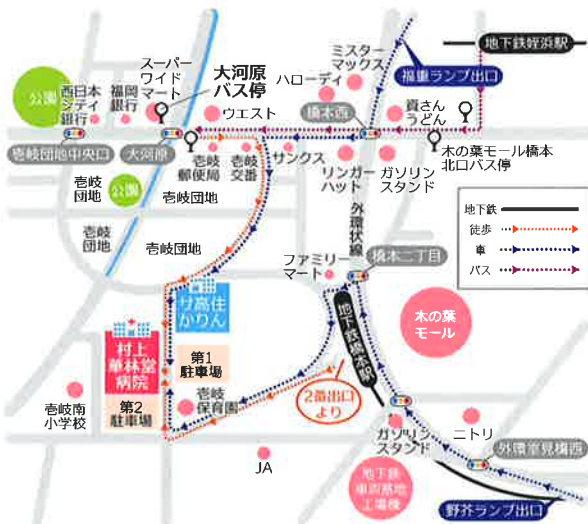 地下鉄姪浜駅
福重ランプ出口
ミスター
マックス
ハローディ
スーパー
ワイド
マート
大河原
バス停
公園
西日本
シティ
銀行
福岡
銀行
ウエスト
橋本西
資さん
うどん
壱岐団地中央口
大河原
壱岐
郵便局
壱岐
交番
サンクス
リンガー
ハット
ガソリン
スタンド
木の葉モール橋本
北口バス停
公園
壱岐
団地
壱岐団地
壱岐
団地
壱岐団地
外環状線
地下鉄
徒歩
車
バス
ファミリー
マート
橋本二丁目
サ高住
かりん
木の葉
モール
地下鉄橋本駅
村上
華林堂
病院
第1
駐車場
第2
駐車場
壱岐
保育園
2番出口
より
壱岐南
小学校
JA
ガソリン
スタンド
ニトリ
外環室見橋西
地下鉄
車両基地
工場棟
野芥ランプ出口